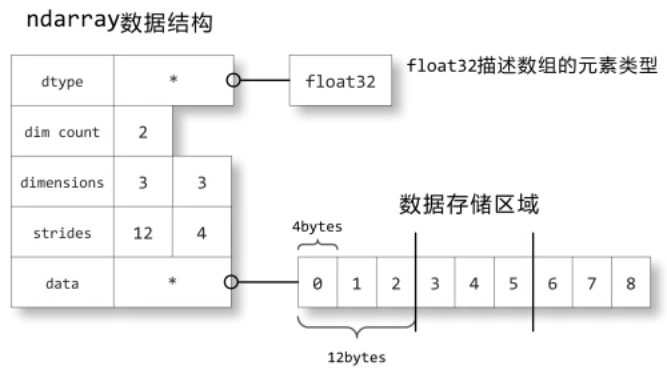 ndarray数据结构
dtype * float32 float32描述数组的元素类型
dim count 2
dimensions 3 3
数据存储区域
strides 12 4 4bytes
data * 0 1 2 3 4 5 6 7 8
12bytes